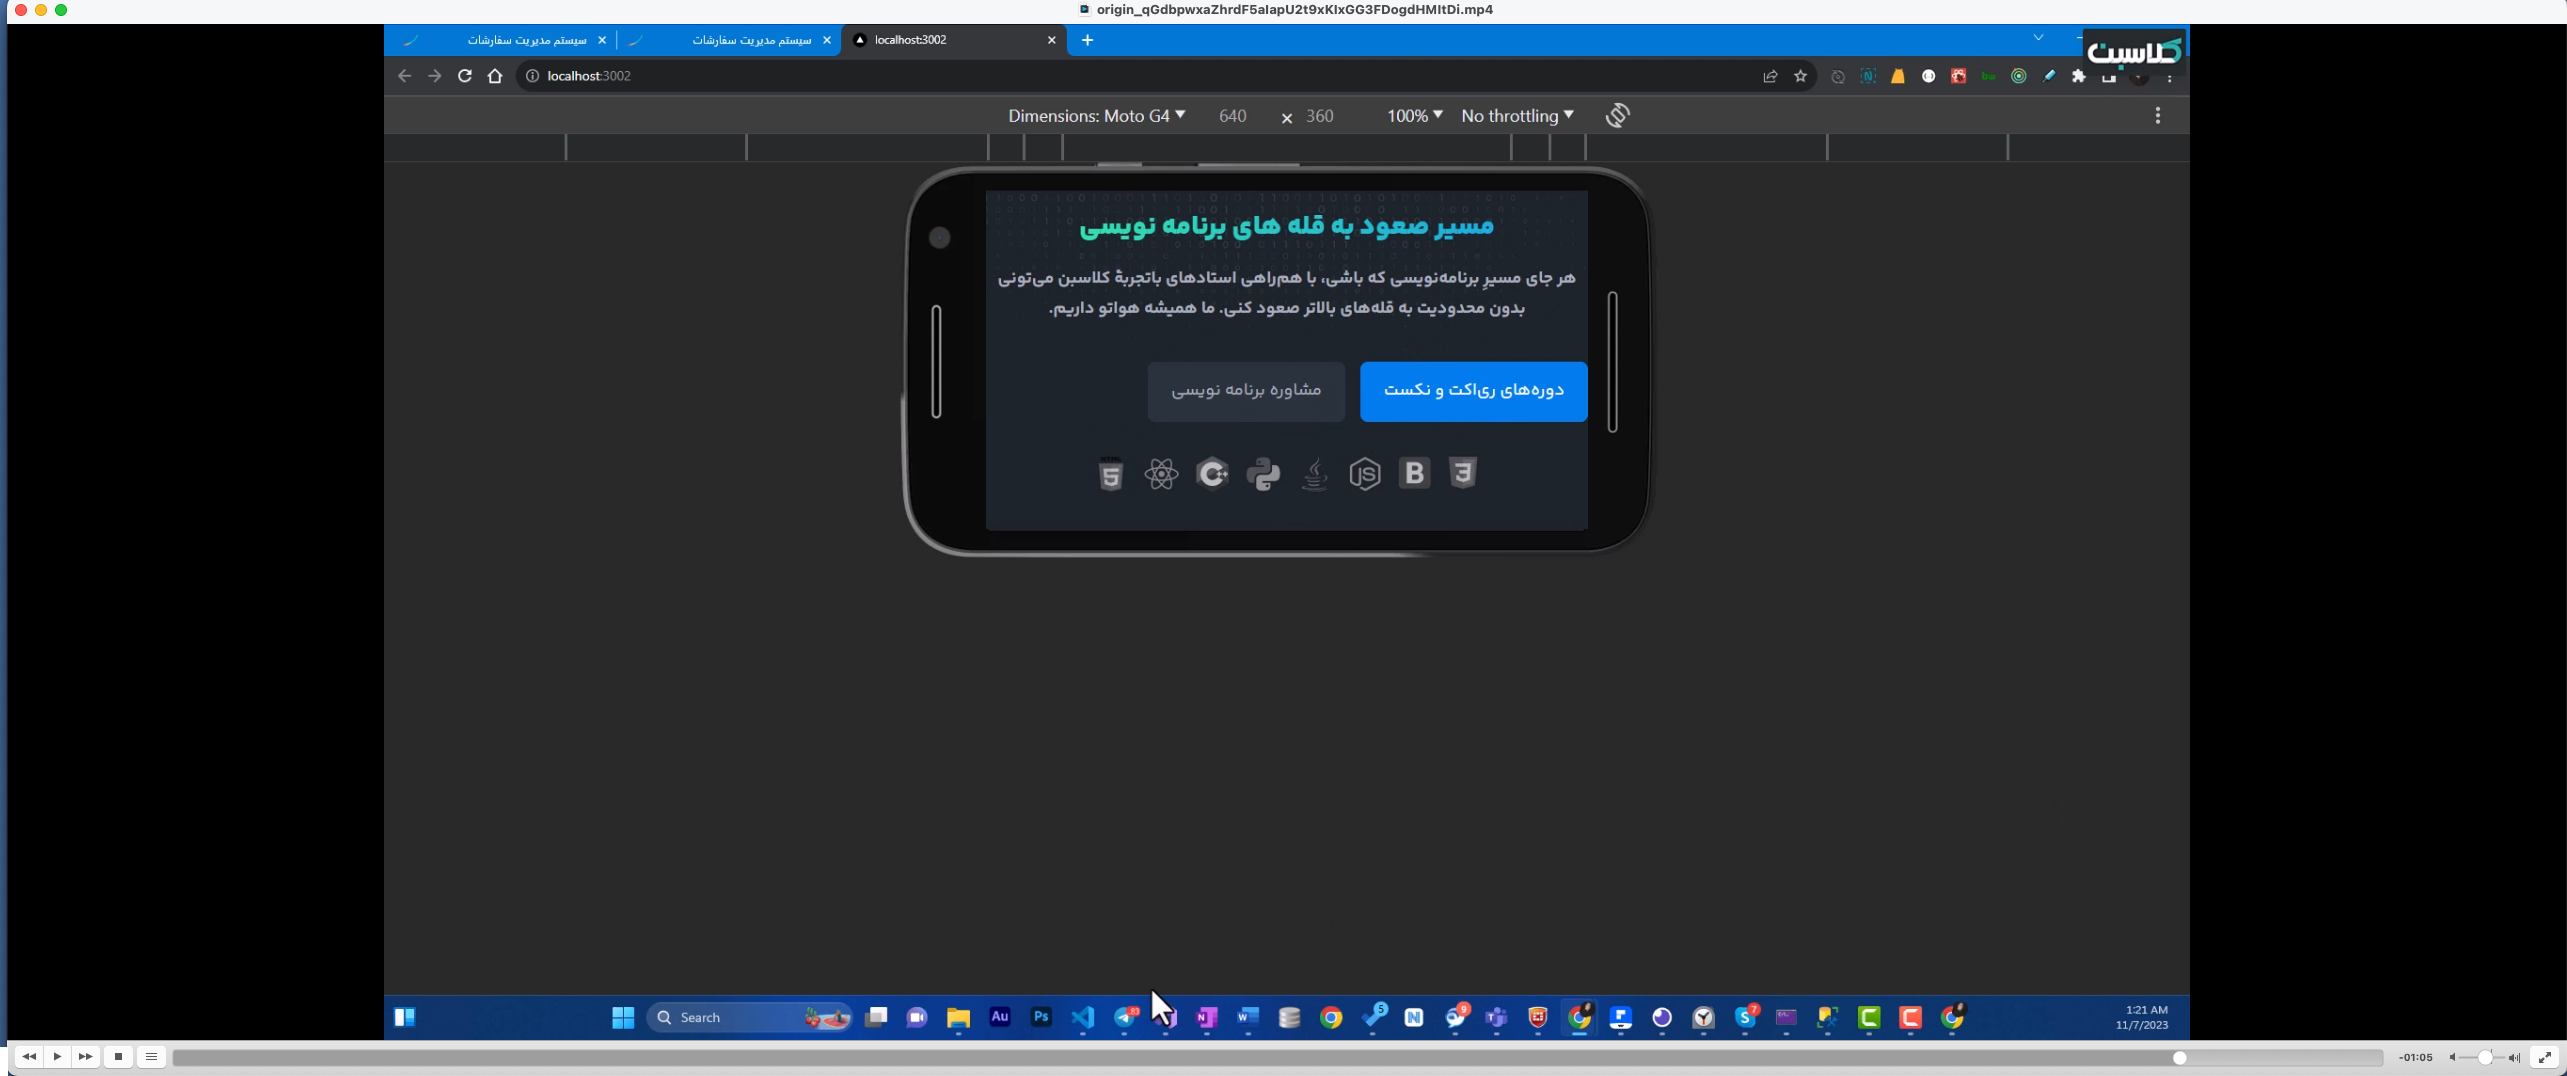 origin_qGdbpwxaZhrdF5aIapU2t9xKIxGG3FDogdHMItDi.mp4
سیستم مدیریت سفارشات
سیستم مدیریت سفارشات
localhost:3002
کلاسبن
localhost:3002
Dimensions: Moto G4 640 × 360 100% No throttling
مسیر صعود به قله های برنامه نویسی
هر جای مسیرِ برنامه‌نویسی که باشی، با هم‌راهی استادهای باتجربهٔ کلاسبن می‌تونی
بدون محدودیت به قله‌های بالاتر صعود کنی. ما همیشه هواتو داریم.
دوره‌های ری‌اکت و نکست
مشاوره برنامه نویسی
Search
1:21 AM
11/7/2023
-01:05